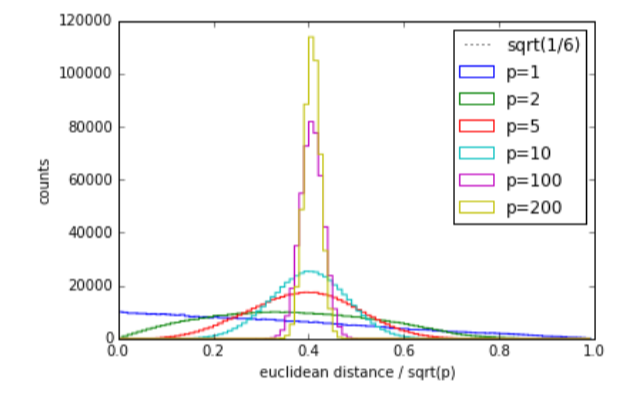 120000
100000
80000
60000
40000
20000
0
counts
0.0 0.2 0.4 0.6 0.8 1.0
euclidean distance / sqrt(p)
sqrt(1/6)
p=1
p=2
p=5
p=10
p=100
p=200